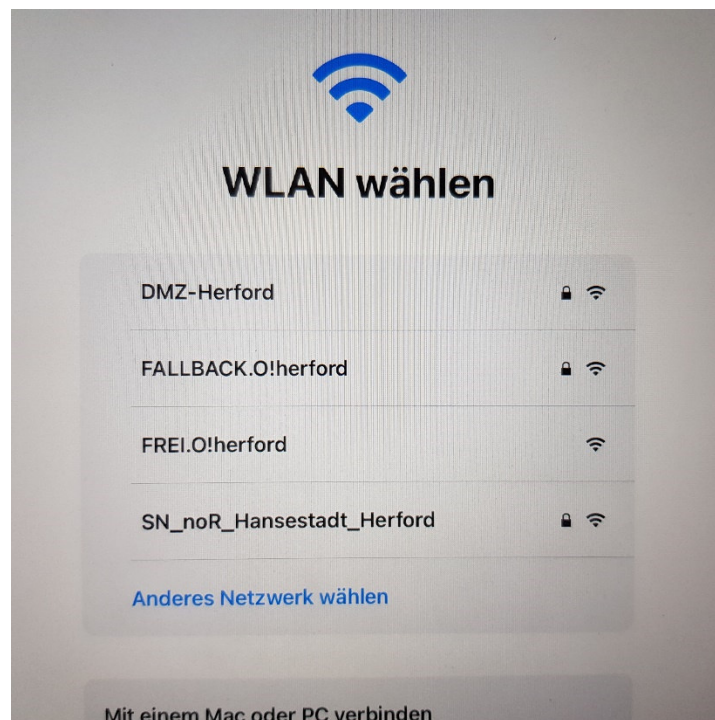 WLAN wählen
DMZ-Herford
FALLBACK.O!herford
FREI.O!herford
SN_noR_Hansestadt_Herford
Anderes Netzwerk wählen
Mit einem Mac oder PC verbinden